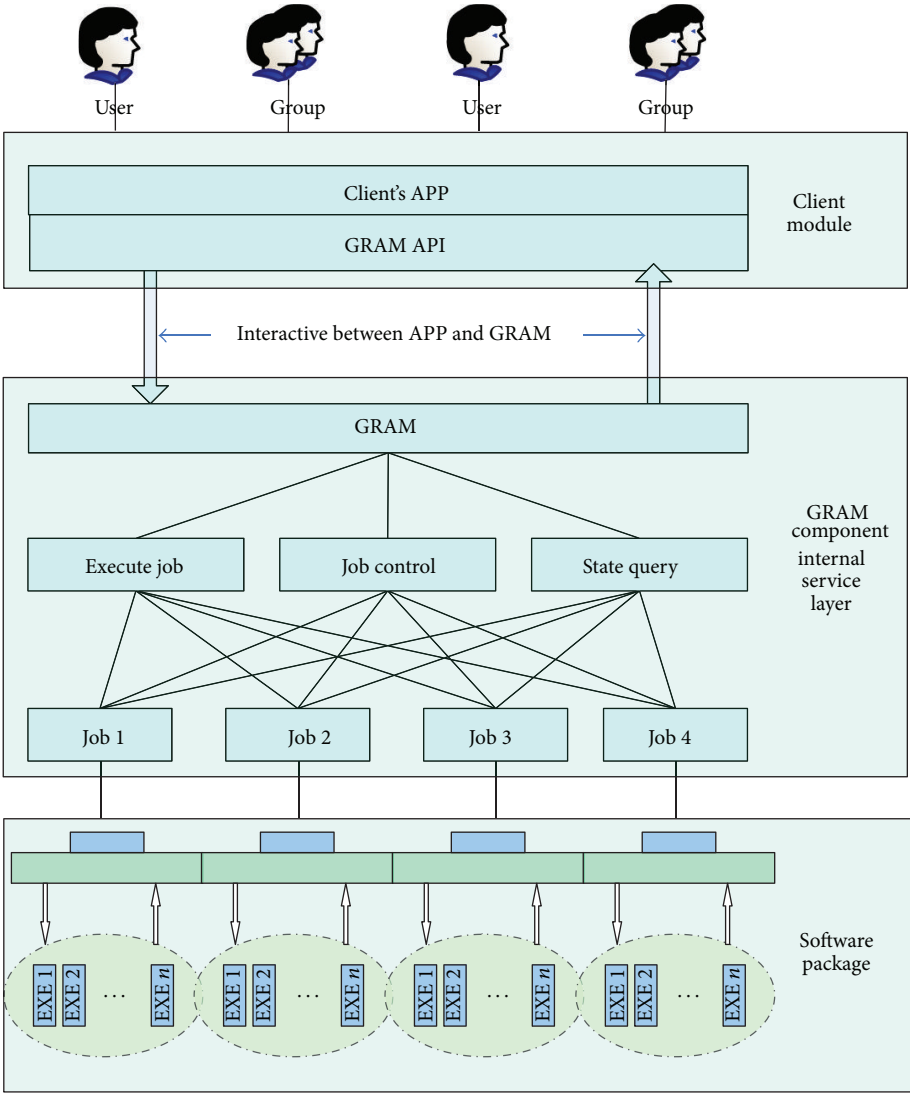 User
Group
User
Group
Client's APP
Client
module
GRAM API
Interactive between APP and GRAM
GRAM
GRAM
component
internal
service
layer
Execute job
Job control
State query
Job 1
Job 2
Job 3
Job 4
Software
package
EXE 1
EXE 2
...
EXE n
EXE 1
EXE 2
...
EXE n
EXE 1
EXE 2
...
EXE n
EXE 1
EXE 2
...
EXE n